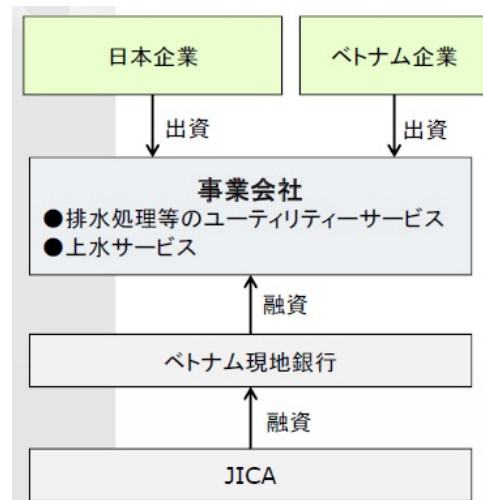 日本企業
ベトナム企業
出資
出資
事業会社
●排水処理等のユーティリティーサービス
●上水サービス
融資
ベトナム現地銀行
融資
JICA